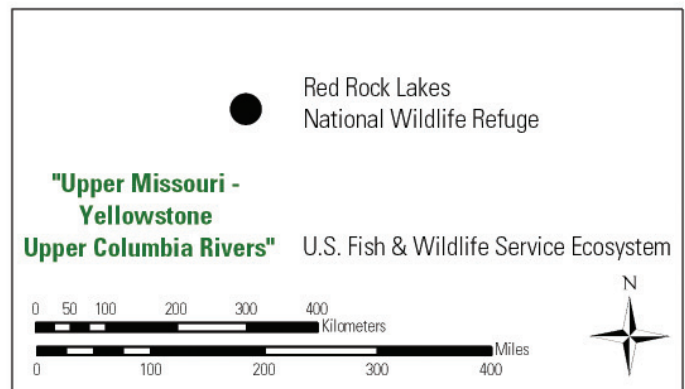 Red Rock Lakes
National Wildlife Refuge
"Upper Missouri -
Yellowstone
Upper Columbia Rivers"
U.S. Fish & Wildlife Service Ecosystem
N
0 50 100 200 300 400
Kilometers
Miles
0 100 200 300 400